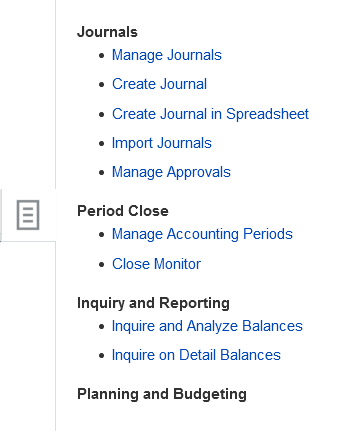 Journals
Manage Journals
Create Journal
Create Journal in Spreadsheet
Import Journals
Manage Approvals
Period Close
Manage Accounting Periods
Close Monitor
Inquiry and Reporting
Inquire and Analyze Balances
Inquire on Detail Balances
Planning and Budgeting